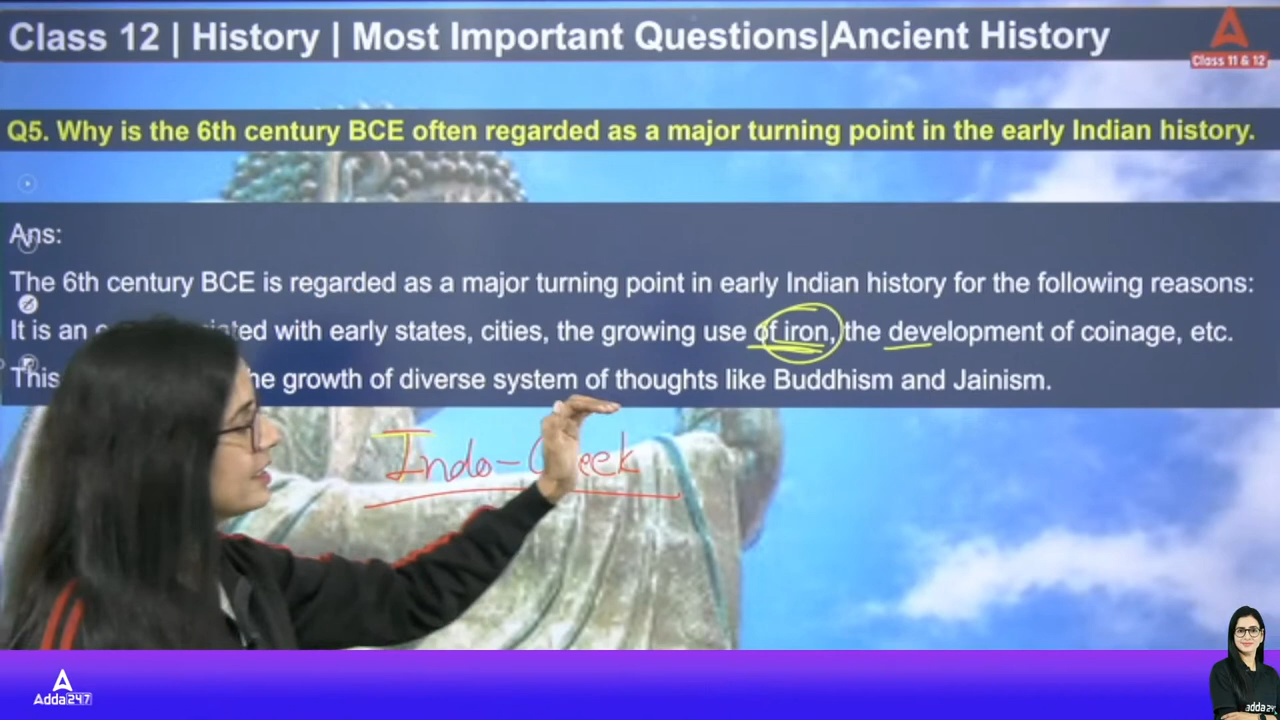 Class 12 | History | Most Important Questions|Ancient History
Class 11 & 12
Q5. Why is the 6th century BCE often regarded as a major turning point in the early Indian history.
Ans:
The 6th century BCE is regarded as a major turning point in early Indian history for the following reasons:
It is an with early states, cities, the growing use of iron, the development of coinage, etc.
This growth of diverse system of thoughts like Buddhism and Jainism.
Indo-
Adda247
adda24